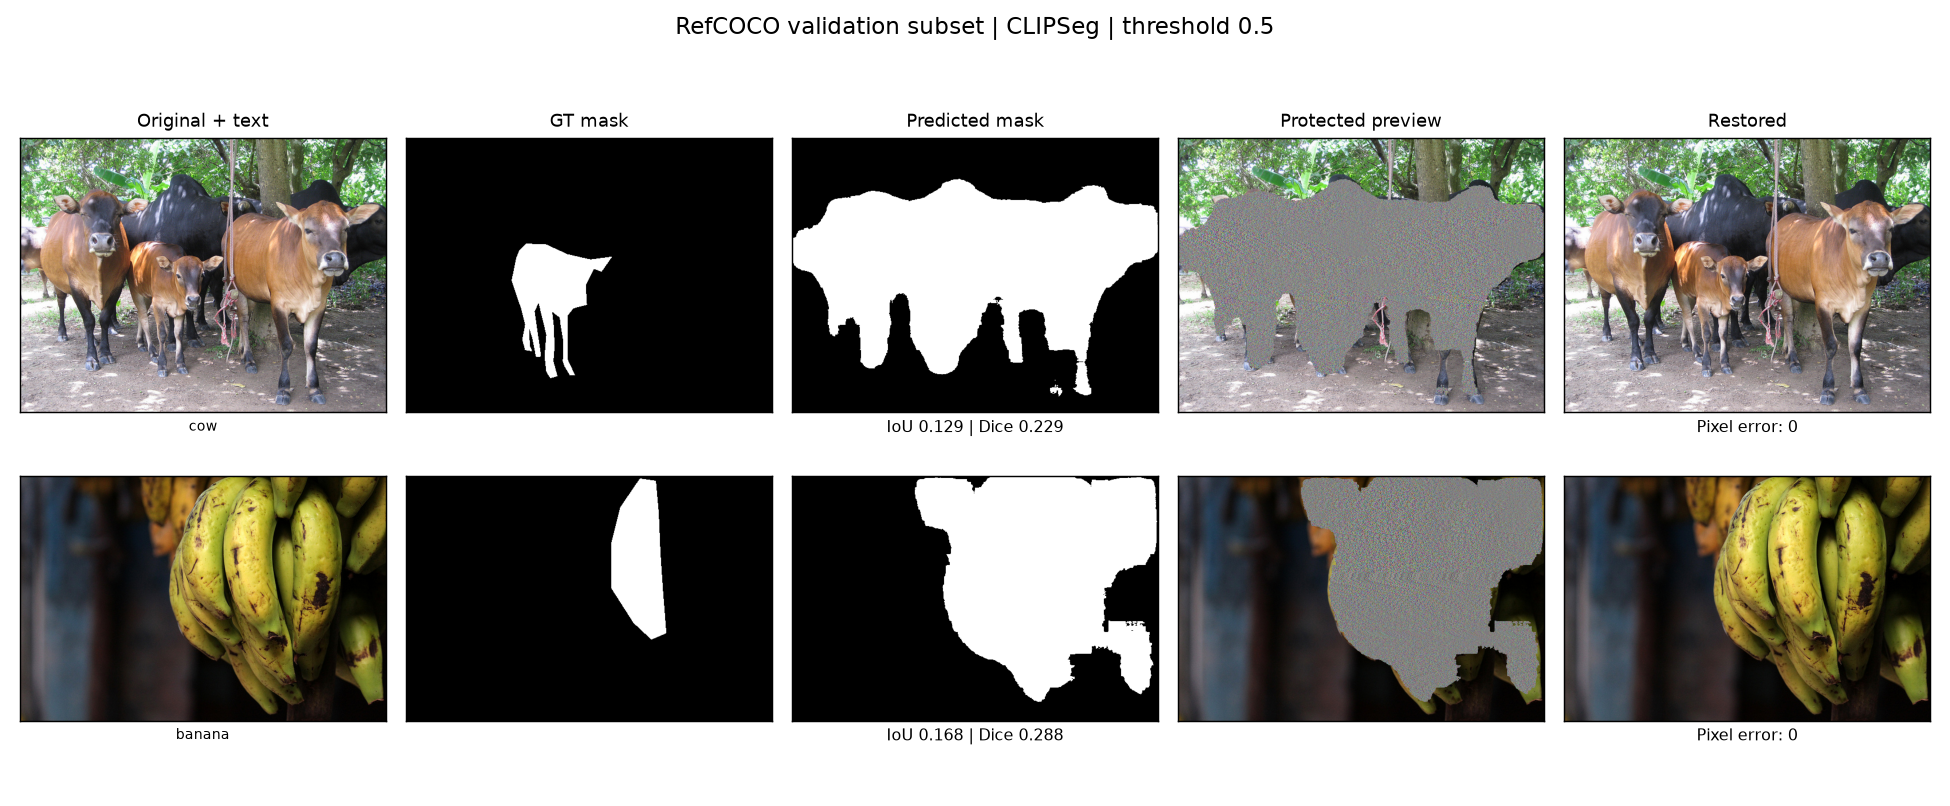 RefCOCO validation subset | CLIPSeg | threshold 0.5
Original + text
GT mask
Predicted mask
Protected preview
Restored
cow
IoU 0.129 | Dice 0.229
Pixel error: 0
banana
IoU 0.168 | Dice 0.288
Pixel error: 0